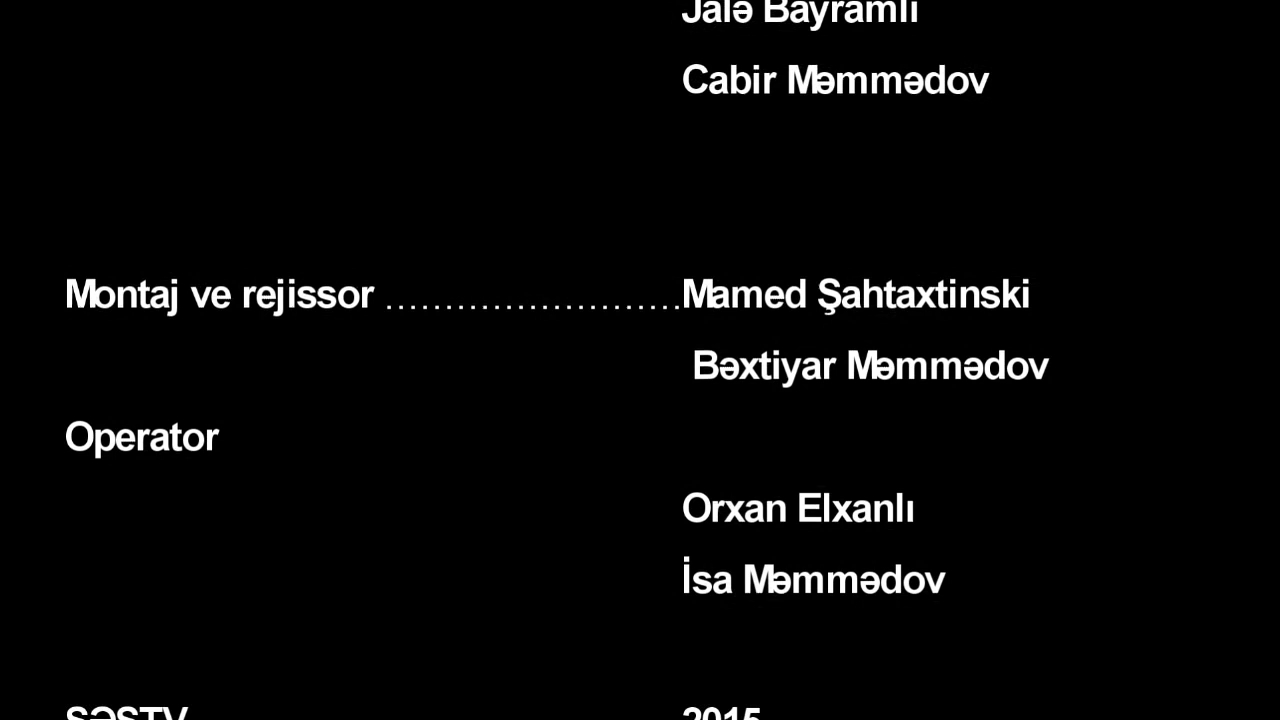 Jalə Bayramlı
Cabir Məmmədov
Montaj ve rejissor ........................Mamed Şahtaxtinski
Bəxtiyar Məmmədov
Operator
Orxan Elxanlı
İsa Məmmədov
SƏSTV 2015